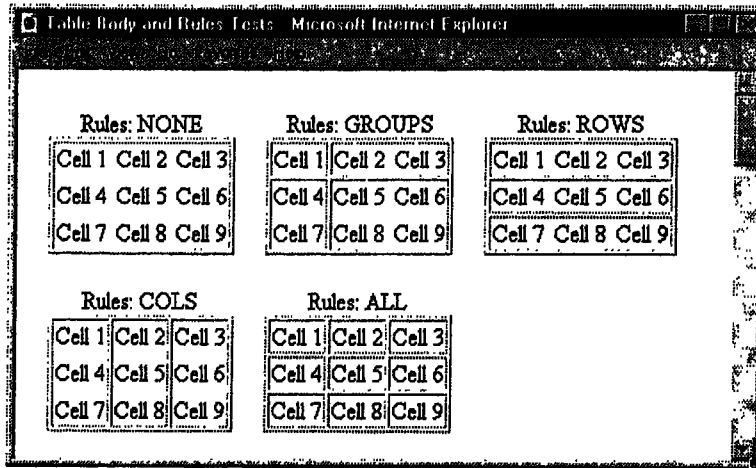 Table Body and Rules Tests - Microsoft Internet Explorer
Rules: NONE
Cell 1 Cell 2 Cell 3
Cell 4 Cell 5 Cell 6
Cell 7 Cell 8 Cell 9
Rules: GROUPS
Cell 1 Cell 2 Cell 3
Cell 4 Cell 5 Cell 6
Cell 7 Cell 8 Cell 9
Rules: ROWS
Cell 1 Cell 2 Cell 3
Cell 4 Cell 5 Cell 6
Cell 7 Cell 8 Cell 9
Rules: COLS
Cell 1 Cell 2 Cell 3
Cell 4 Cell 5 Cell 6
Cell 7 Cell 8 Cell 9
Rules: ALL
Cell 1 Cell 2 Cell 3
Cell 4 Cell 5 Cell 6
Cell 7 Cell 8 Cell 9